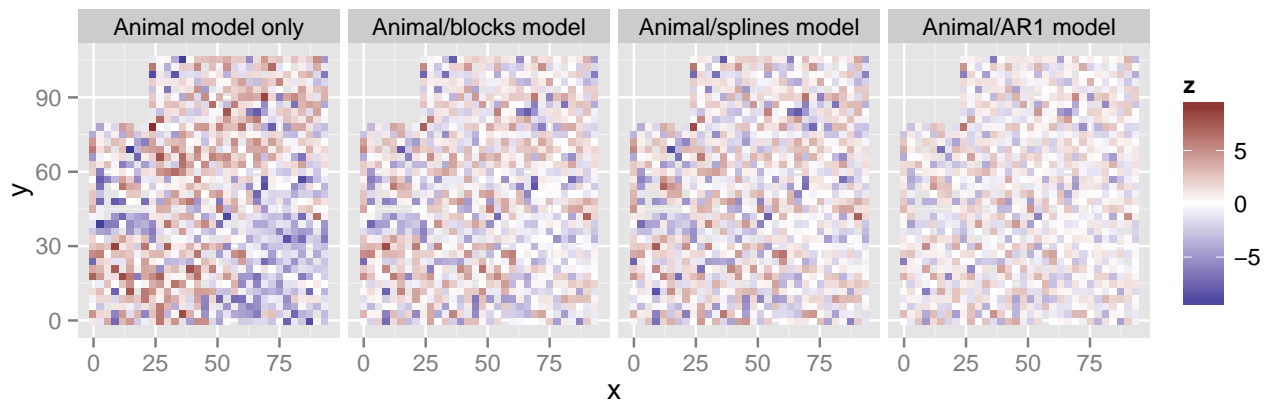 Animal model only
Animal/blocks model
Animal/splines model
Animal/AR1 model
z
5
0
−5
y
90
60
30
0
0 25 50 75
0 25 50 75
0 25 50 75
0 25 50 75
x